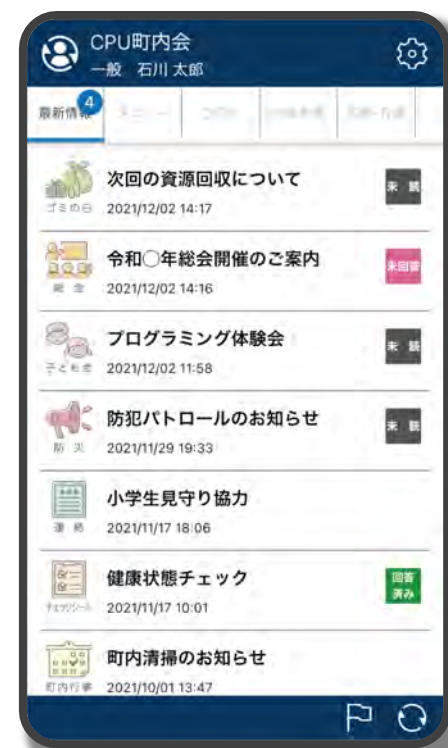 CPU町内会
一般 石川 太郎
最新情報
4
次回の資源回収について
未読
ゴミの日
2021/12/02 14:17
令和○年総会開催のご案内
未回答
総会
2021/12/02 14:16
プログラミング体験会
未読
子ども会
2021/12/02 11:58
防犯パトロールのお知らせ
未読
防災
2021/11/29 19:33
小学生見守り協力
連絡
2021/11/17 18:06
健康状態チェック
回答
済み
2021/11/17 10:01
町内清掃のお知らせ
町内行事
2021/10/01 13:47